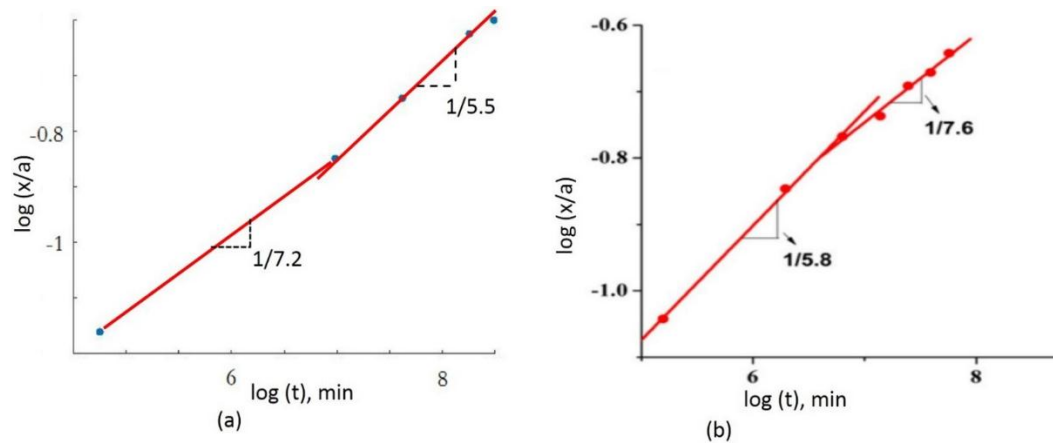 1/5.5
-0.8
log (x/a)
-1
1/7.2
6
8
log (t), min
(a)
-0.6
1/7.6
-0.8
log (x/a)
1/5.8
-1.0
6
8
log (t), min
(b)